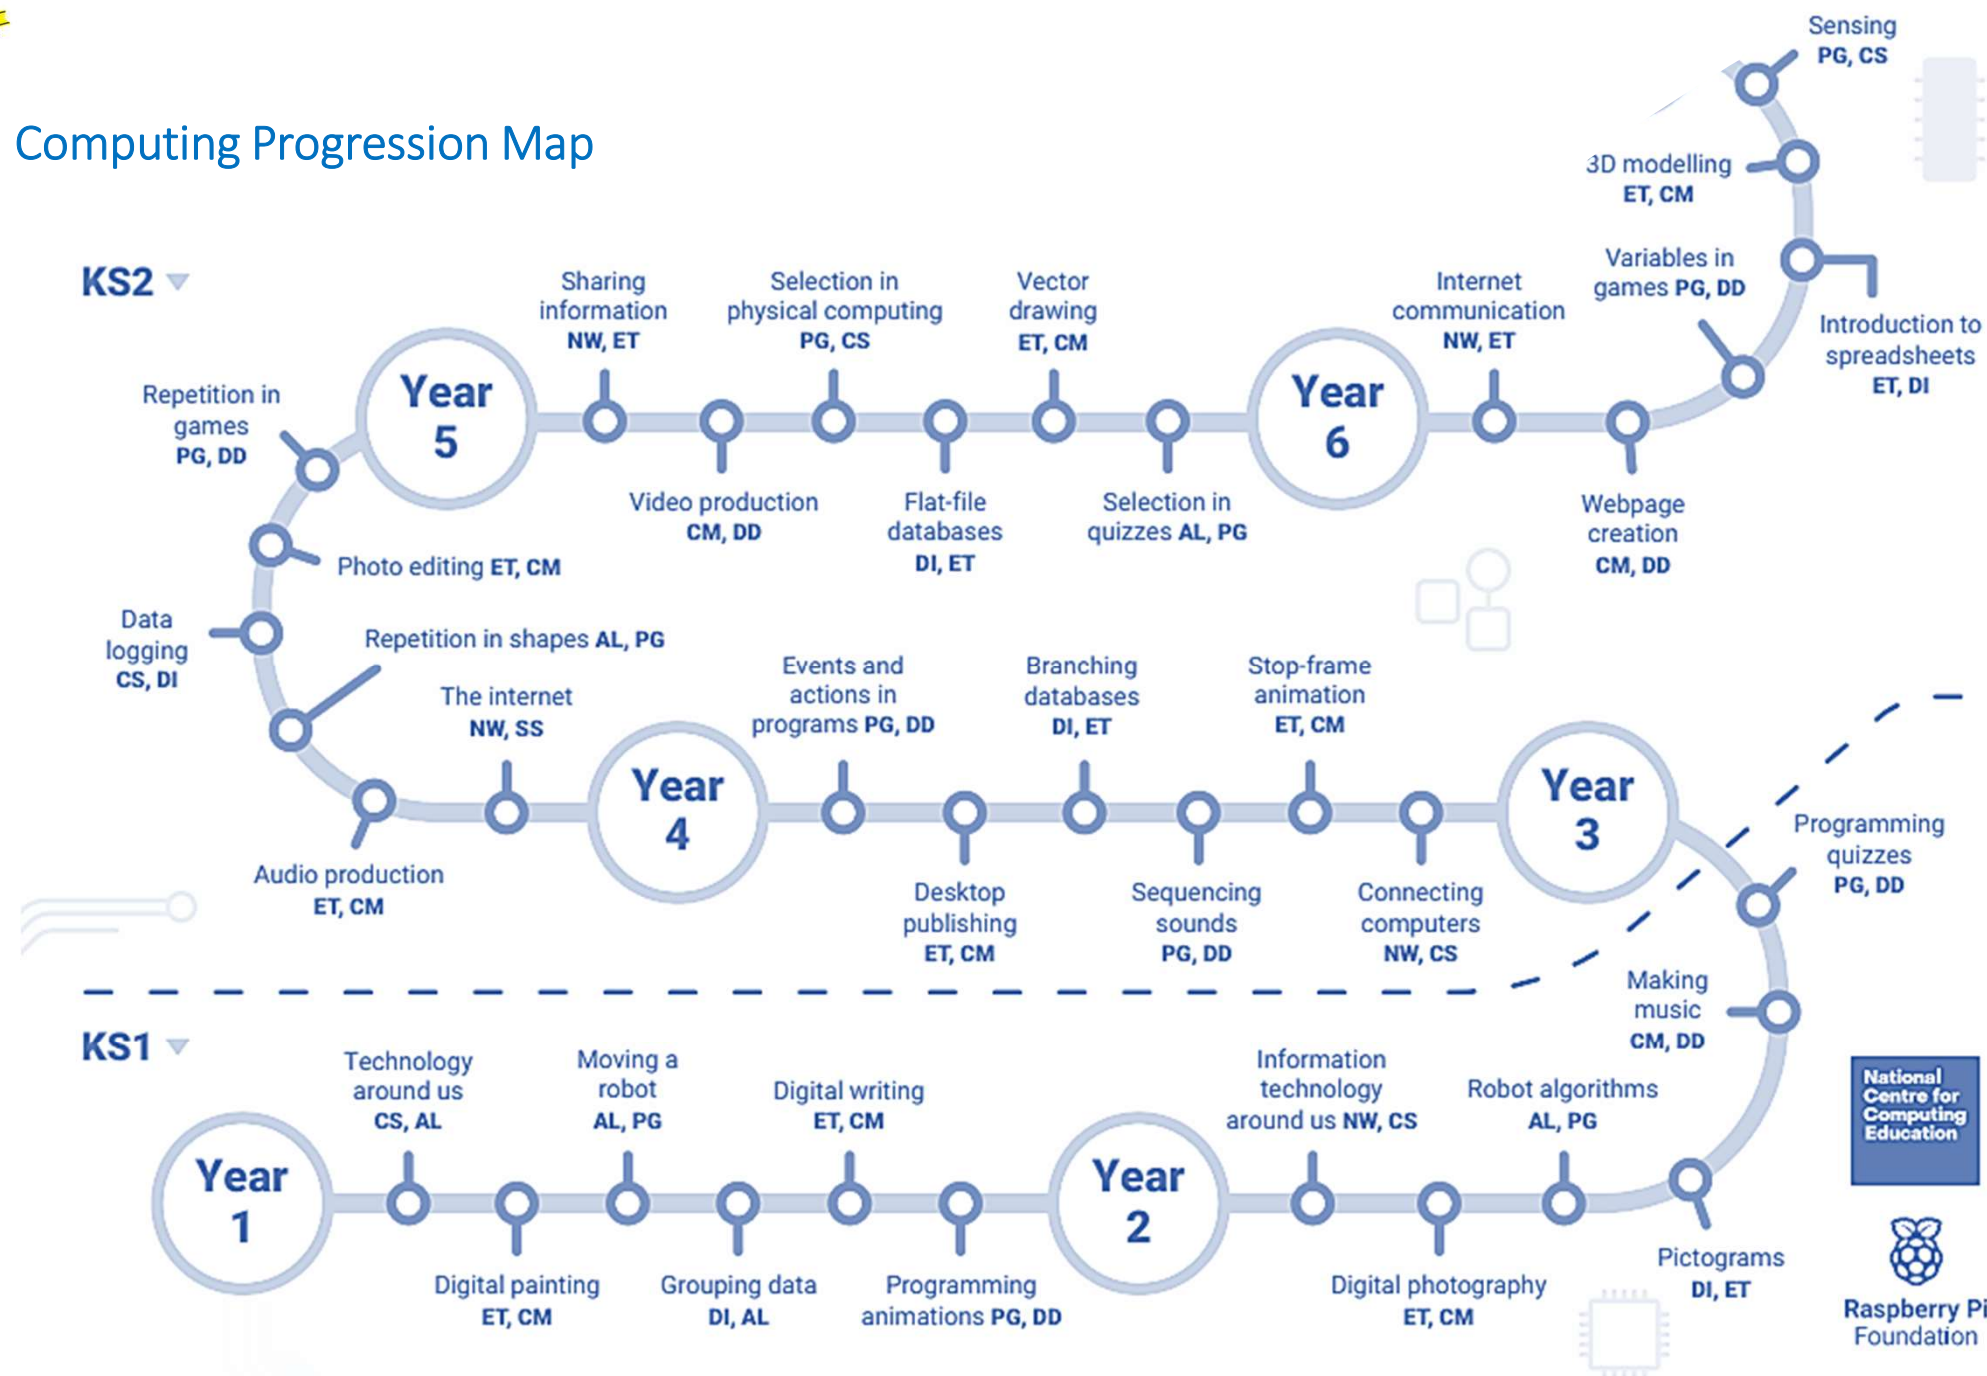 Computing Progression Map
Sensing
PG, CS
3D modelling
ET, CM
Variables in
games PG, DD
Introduction to
spreadsheets
ET, DI
KS2
Sharing
information
NW, ET
Selection in
physical computing
PG, CS
Vector
drawing
ET, CM
Internet
communication
NW, ET
Repetition in
games
PG, DD
Year
5
Year
6
Video production
CM, DD
Flat-file
databases
DI, ET
Selection in
quizzes AL, PG
Webpage
creation
CM, DD
Photo editing ET, CM
Data
logging
CS, DI
Repetition in shapes AL, PG
The internet
NW, SS
Events and
actions in
programs PG, DD
Branching
databases
DI, ET
Stop-frame
animation
ET, CM
Year
4
Year
3
Audio production
ET, CM
Desktop
publishing
ET, CM
Sequencing
sounds
PG, DD
Connecting
computers
NW, CS
Programming
quizzes
PG, DD
Making
music
CM, DD
KS1
Technology
around us
CS, AL
Moving a
robot
AL, PG
Digital writing
ET, CM
Information
technology
around us NW, CS
Robot algorithms
AL, PG
Year
1
Year
2
Digital painting
ET, CM
Grouping data
DI, AL
Programming
animations PG, DD
Digital photography
ET, CM
Pictograms
DI, ET
National
Centre for
Computing
Education
Raspberry Pi
Foundation